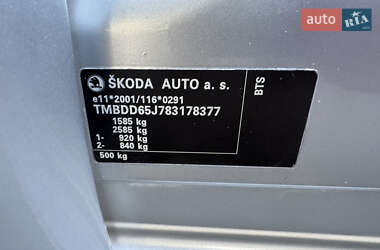 auto RIA
ŠKODA AUTO a. s.
e11*2001/116*0291
TMBDD65J783178377
1585 kg
2585 kg
1- 920 kg
2- 840 kg
500 kg
BTS